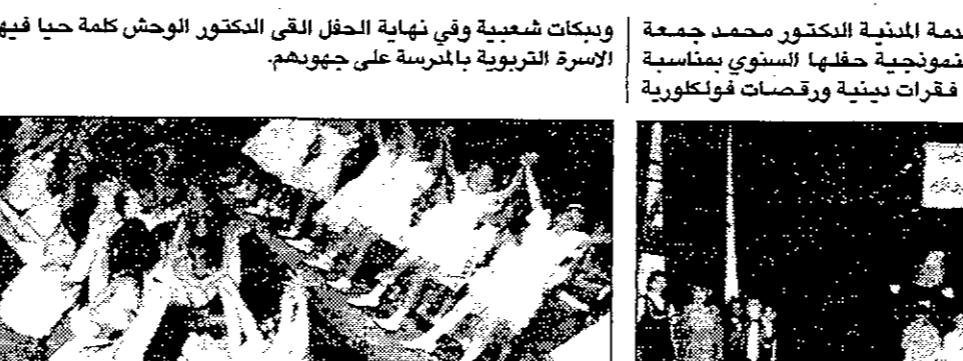 دمة المدنية الدكتور محمد جمعة
نموذجية حفلها السنوي بمناسبة
فقرات دينية ورقصات فولكلورية
ودبكات شعبية وفي نهاية الحفل القى الدكتور الوحش كلمة حيا فيه
الاسرة التربوية بالمدرسة على جهودهم.